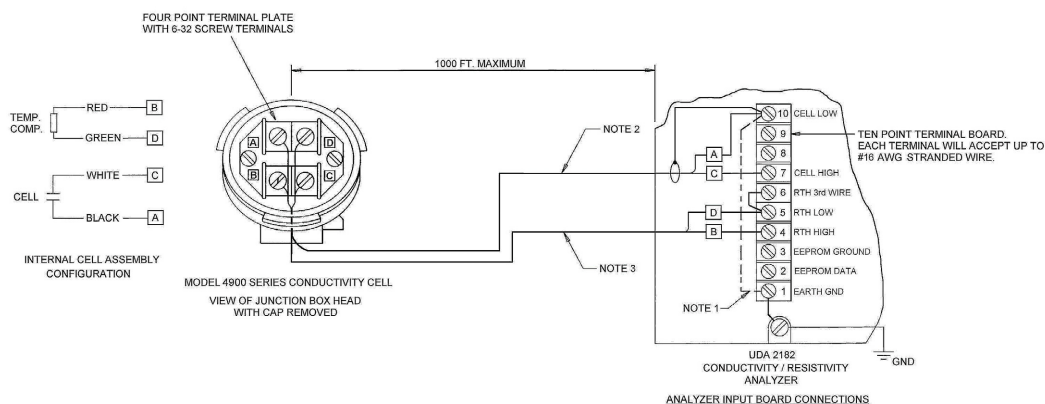 FOUR POINT TERMINAL PLATE
WITH 6-32 SCREW TERMINALS
1000 FT. MAXIMUM
TEMP.
COMP.
RED
B
GREEN
D
WHITE
C
CELL
BLACK
A
INTERNAL CELL ASSEMBLY
CONFIGURATION
A
D
B
C
MODEL 4900 SERIES CONDUCTIVITY CELL
VIEW OF JUNCTION BOX HEAD
WITH CAP REMOVED
NOTE 2
NOTE 3
A
C
D
B
NOTE 1
10 CELL LOW
9
8
7 CELL HIGH
6 RTH 3rd WIRE
5 RTH LOW
4 RTH HIGH
3 EEPROM GROUND
2 EEPROM DATA
1 EARTH GND
TEN POINT TERMINAL BOARD.
EACH TERMINAL WILL ACCEPT UP TO
#16 AWG STRANDED WIRE.
GND
UDA 2182
CONDUCTIVITY / RESISTIVITY
ANALYZER
ANALYZER INPUT BOARD CONNECTIONS